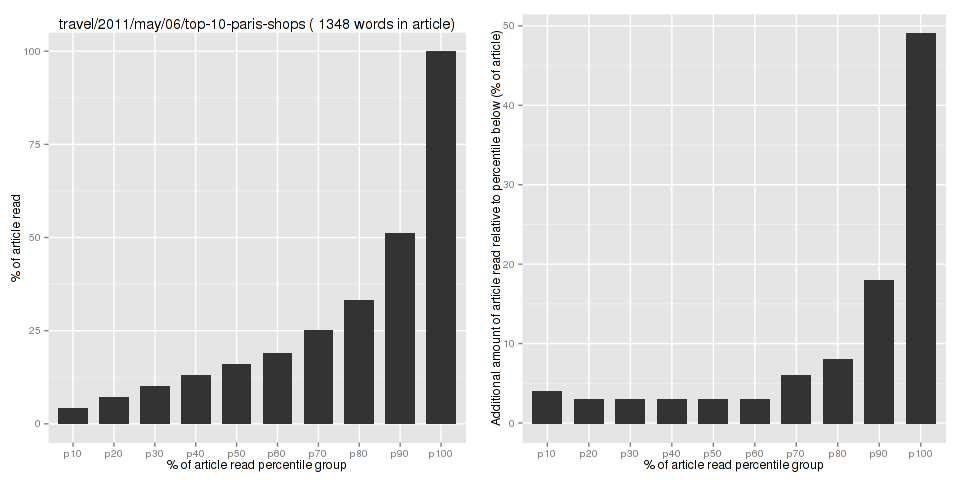 travel/2011/may/06/top-10-paris-shops ( 1348 words in article)
% of article read
100
75
50
25
0
p10 p20 p30 p40 p50 p60 p70 p80 p90 p100
% of article read percentile group
Additional amount of article read relative to percentile below (% of article)
50
40
30
20
10
0
p10 p20 p30 p40 p50 p60 p70 p80 p90 p100
% of article read percentile group